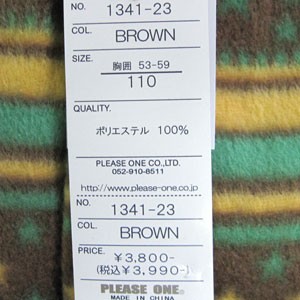 NO.
1341-23
COL.
BROWN
SIZE.
胸囲 53-59
110
QUALITY.
ポリエステル 100%
PLEASE ONE CO.,LTD.
052-910-8511
http://www.please-one.co.jp
NO.
1341-23
COL.
BROWN
PRICE.
¥3,800-
(税込¥3,990-)
PLEASE ONE.
MADE IN CHINA